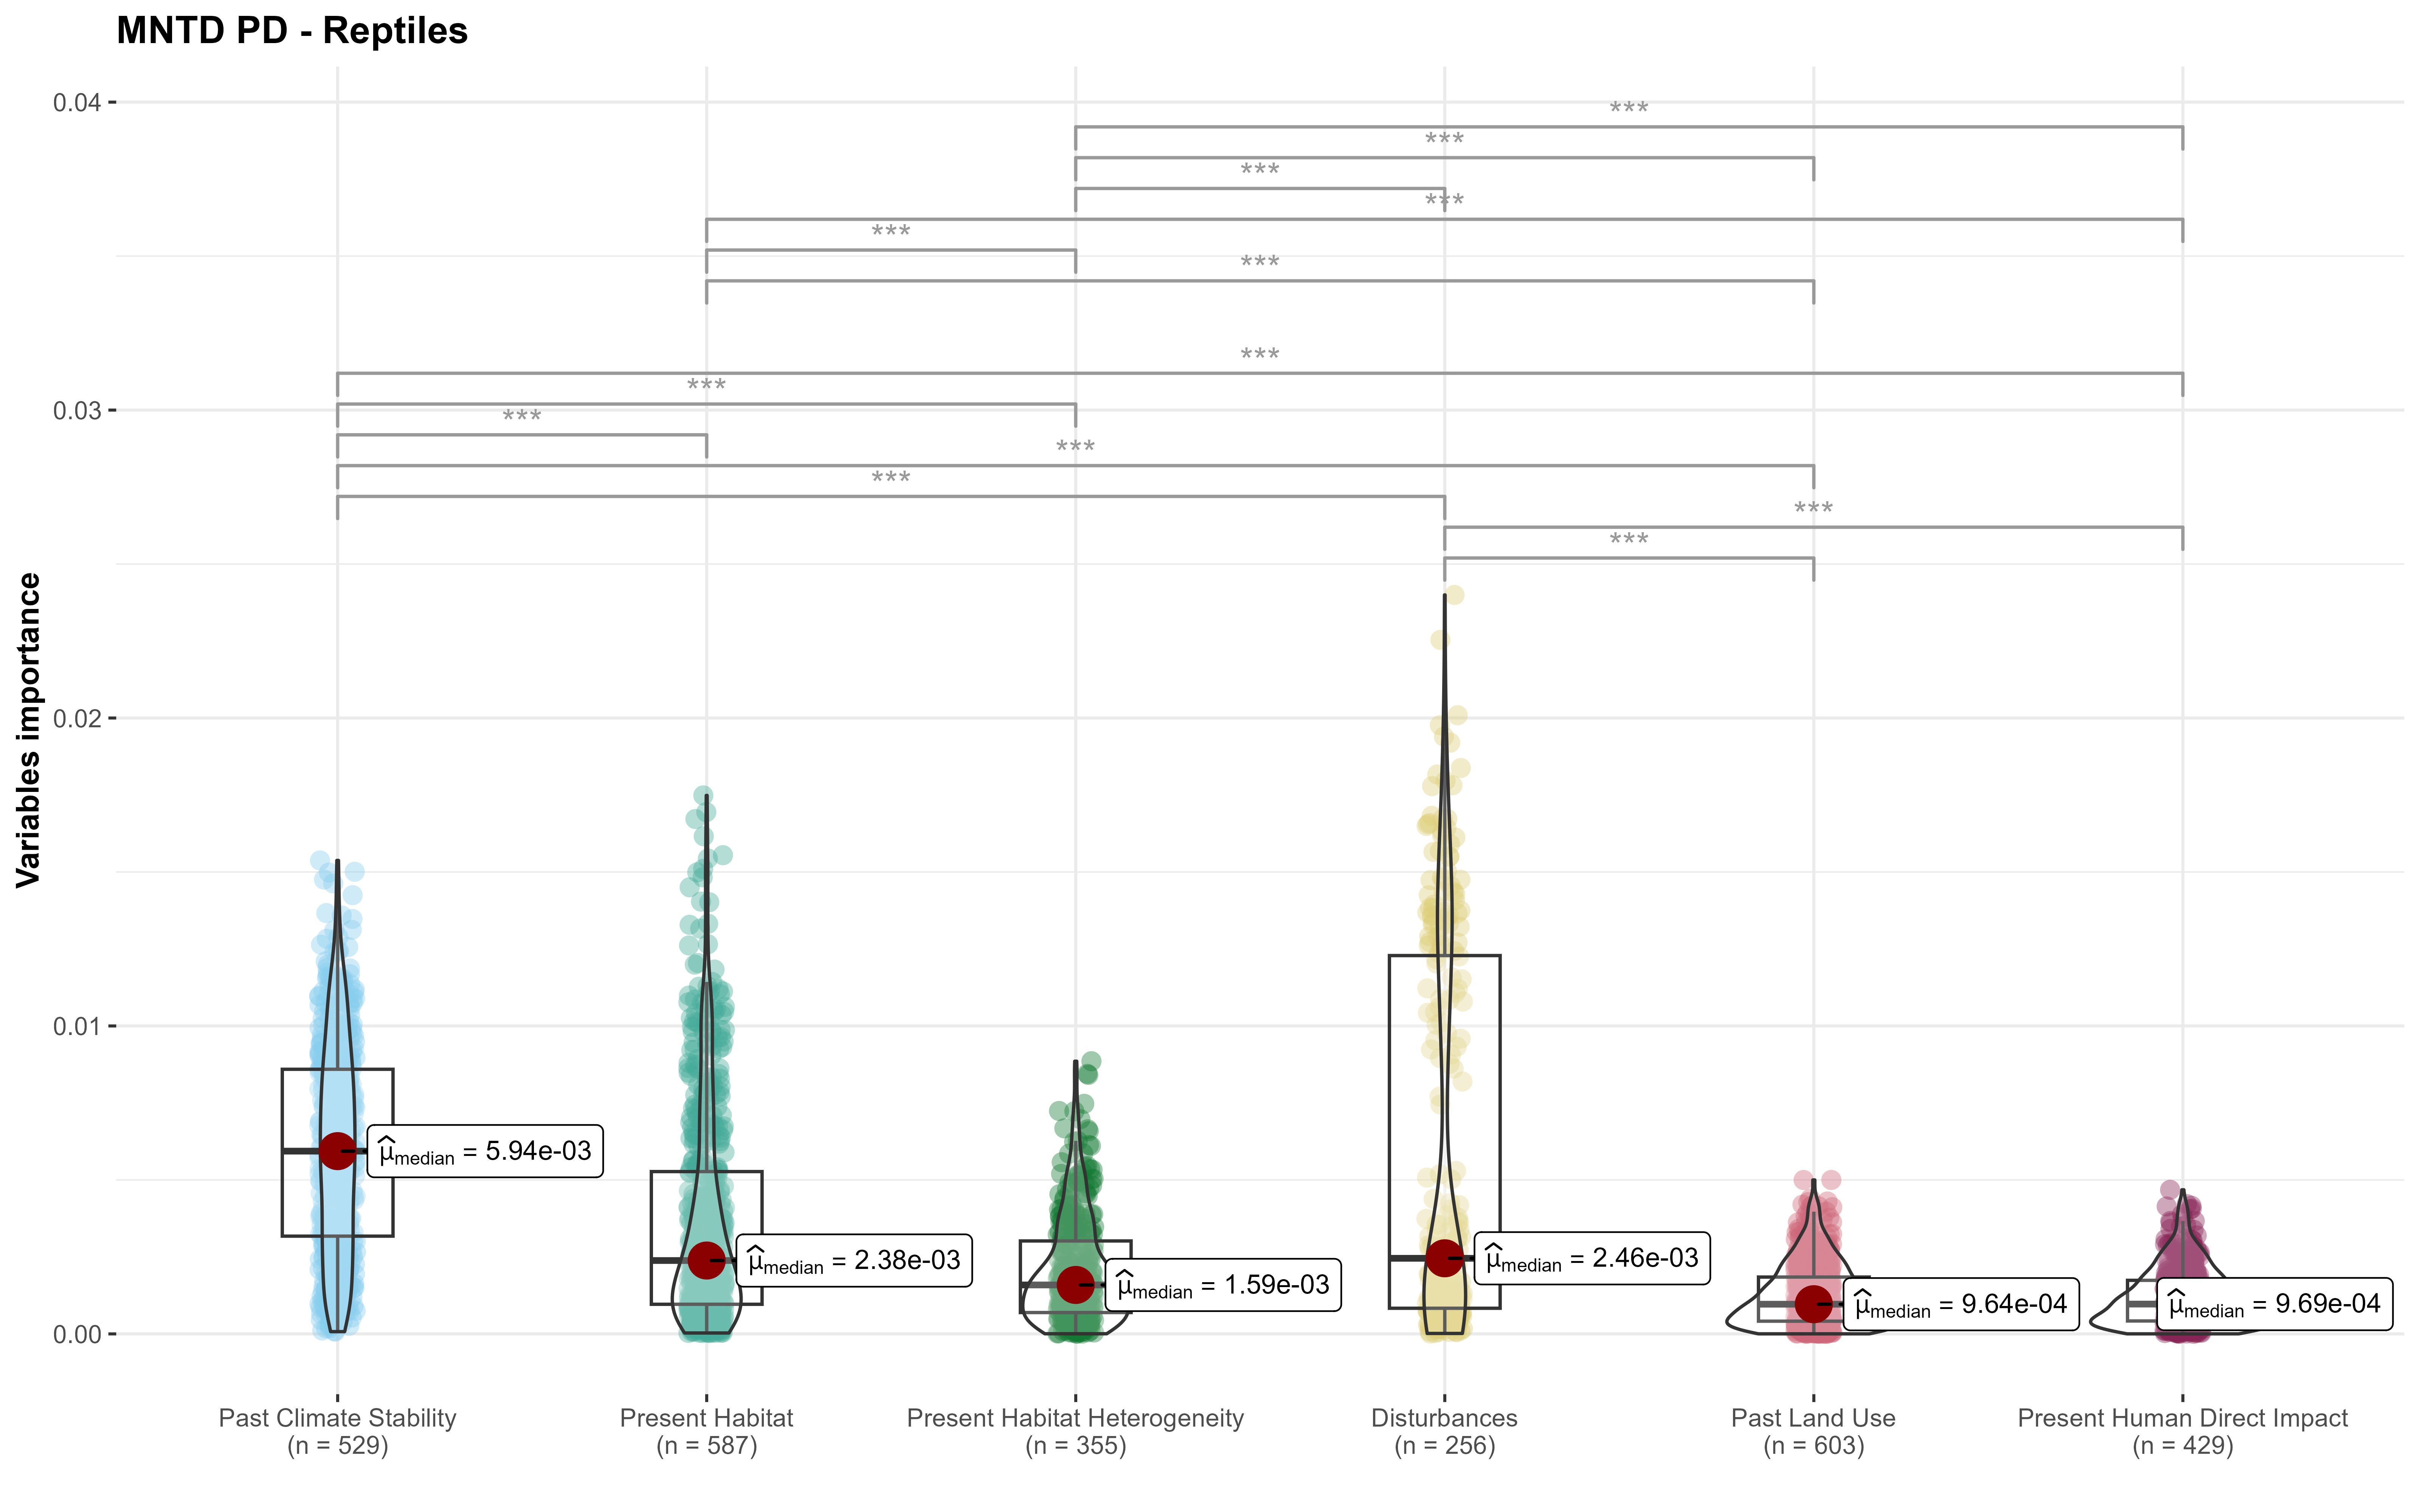 MNTD PD - Reptiles
Variables importance
0.04
0.03
0.02
0.01
0.00
***
***
***
***
***
***
***
***
***
***
***
***
***
μ̂median = 5.94e-03
μ̂median = 2.38e-03
μ̂median = 1.59e-03
μ̂median = 2.46e-03
μ̂median = 9.64e-04
μ̂median = 9.69e-04
Past Climate Stability
(n = 529)
Present Habitat
(n = 587)
Present Habitat Heterogeneity
(n = 355)
Disturbances
(n = 256)
Past Land Use
(n = 603)
Present Human Direct Impact
(n = 429)